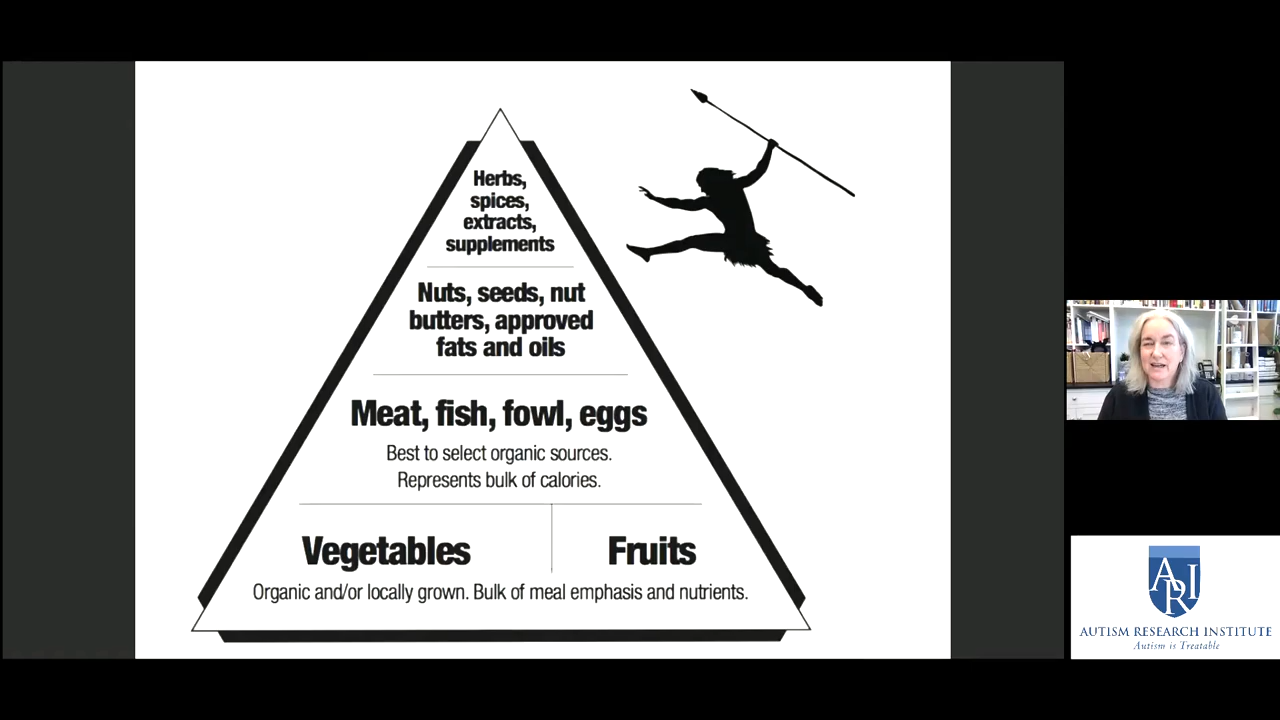 Herbs,
spices,
extracts,
supplements
Nuts, seeds, nut
butters, approved
fats and oils
Meat, fish, fowl, eggs
Best to select organic sources.
Represents bulk of calories.
Vegetables
Fruits
Organic and/or locally grown. Bulk of meal emphasis and nutrients.
ARI
AUTISM RESEARCH INSTITUTE
Autism is Treatable